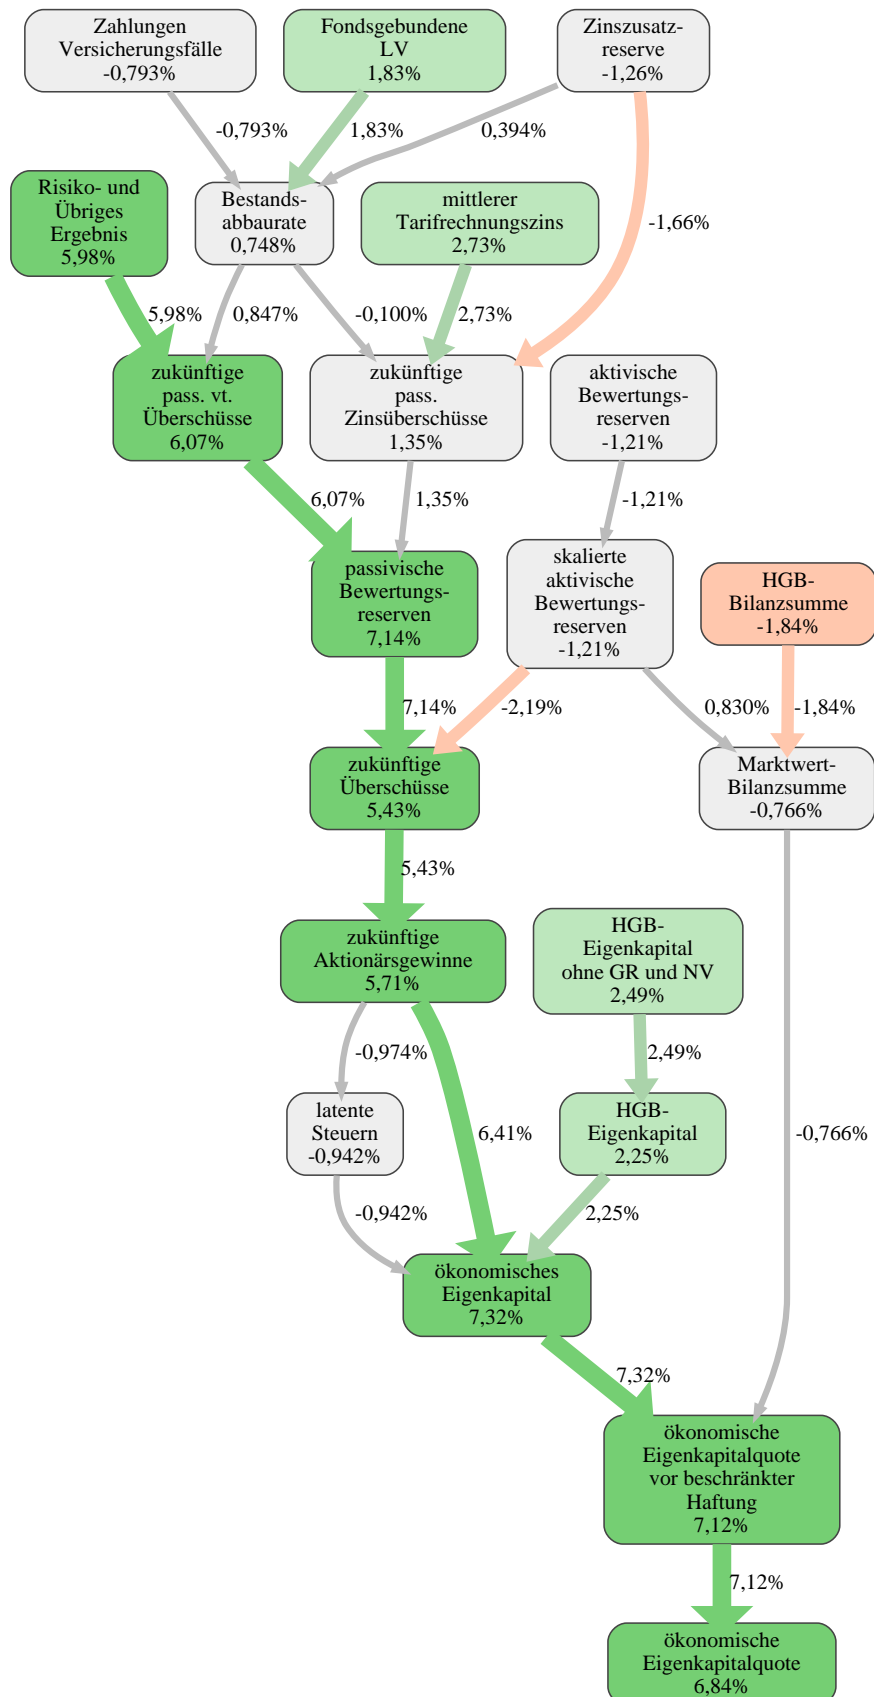 Zahlungen
Versicherungsfälle
-0,793%
Fondsgebundene
LV
1,83%
Zinszusatz-
reserve
-1,26%
-0,793%
1,83%
0,394%
-1,66%
Risiko- und
Übriges
Ergebnis
5,98%
Bestands-
abbaurate
0,748%
mittlerer
Tarifrechnungszins
2,73%
5,98%
0,847%
-0,100%
2,73%
zukünftige
pass. vt.
Überschüsse
6,07%
zukünftige
pass.
Zinsüberschüsse
1,35%
aktivische
Bewertungs-
reserven
-1,21%
6,07%
1,35%
-1,21%
passivische
Bewertungs-
reserven
7,14%
skalierte
aktivische
Bewertungs-
reserven
-1,21%
HGB-
Bilanzsumme
-1,84%
7,14%
-2,19%
0,830%
-1,84%
zukünftige
Überschüsse
5,43%
Marktwert-
Bilanzsumme
-0,766%
5,43%
zukünftige
Aktionärsgewinne
5,71%
HGB-
Eigenkapital
ohne GR und NV
2,49%
-0,974%
2,49%
latente
Steuern
-0,942%
6,41%
HGB-
Eigenkapital
2,25%
-0,766%
-0,942%
2,25%
ökonomisches
Eigenkapital
7,32%
7,32%
ökonomische
Eigenkapitalquote
vor beschränkter
Haftung
7,12%
7,12%
ökonomische
Eigenkapitalquote
6,84%